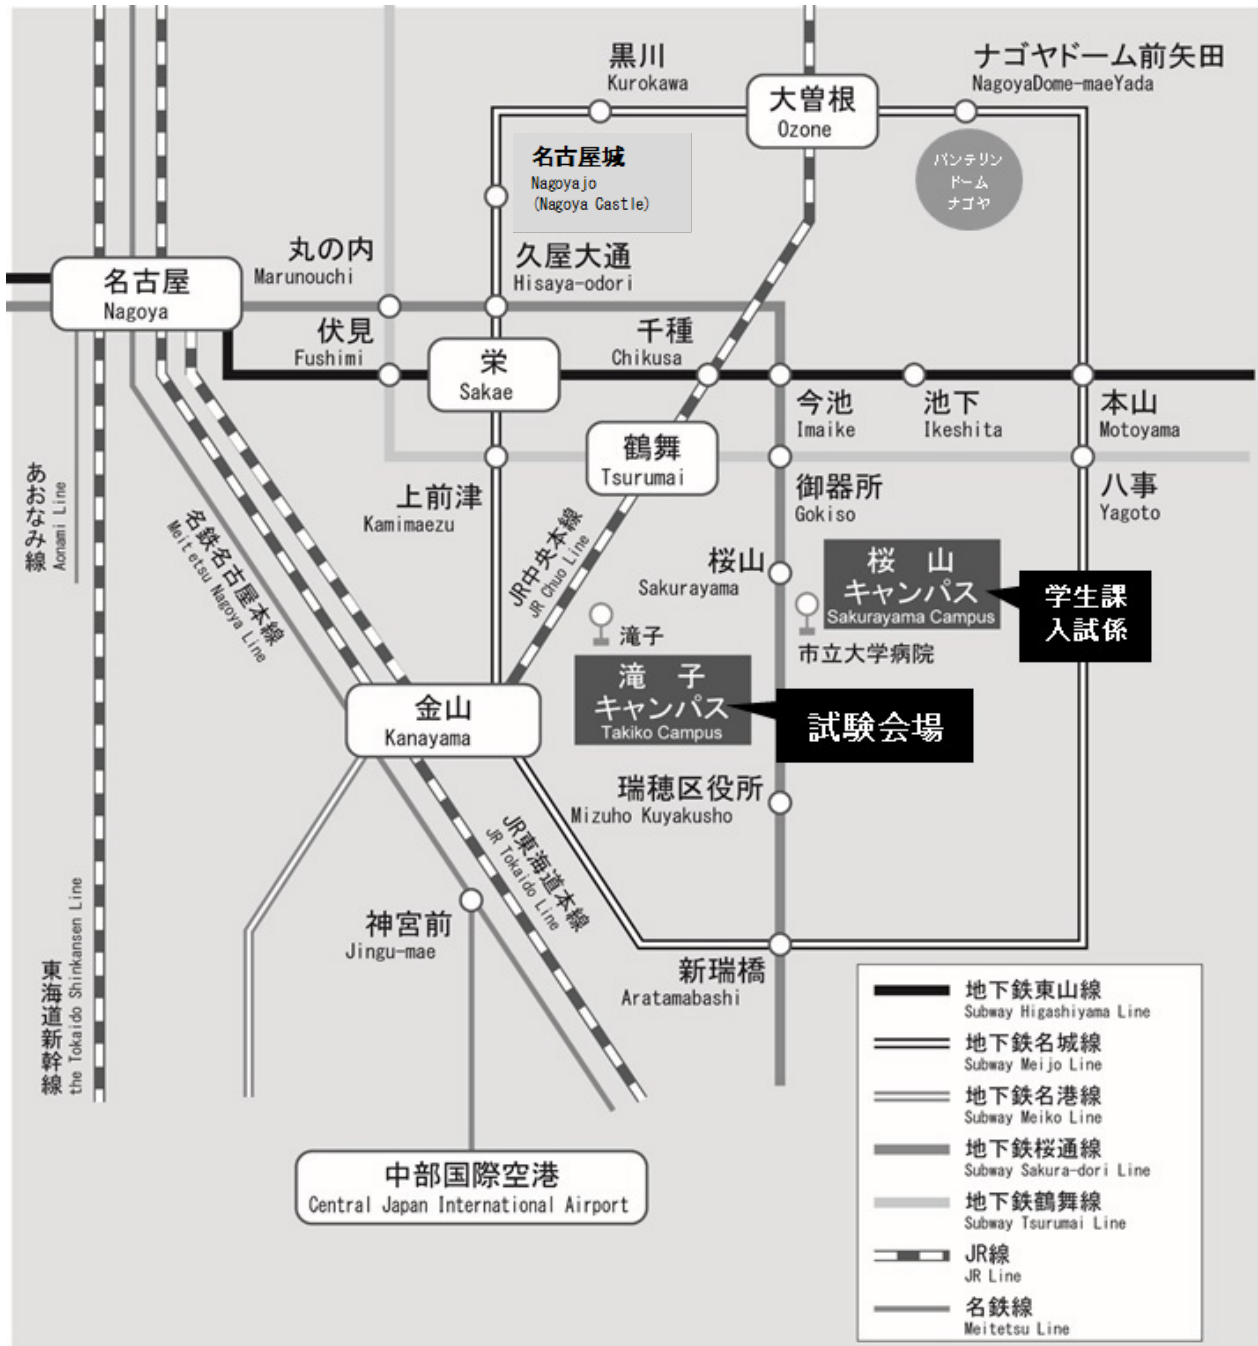 黒川
Kurokawa
ナゴヤドーム前矢田
NagoyaDome-maeYada
大曽根
Ozone
名古屋城
Nagoyajo
(Nagoya Castle)
バンテリン
ドーム
ナゴヤ
丸の内
Marunouchi
久屋大通
Hisaya-odori
名古屋
Nagoya
伏見
Fushimi
栄
Sakae
千種
Chikusa
今池
Imaike
池下
Ikeshita
本山
Motoyama
鶴舞
Tsurumai
上前津
Kamimaezu
御器所
Gokiso
八事
Yagoto
あおなみ線
Aonami Line
名鉄名古屋本線
Meitetsu Nagoya Line
JR中央本線
JR Chuo Line
桜山
Sakurayama
桜 山
キャンパス
Sakurayama Campus
学生課
入試係
滝子
市立大学病院
滝 子
キャンパス
Takiko Campus
試験会場
金山
Kanayama
瑞穂区役所
Mizuho Kuyakusho
JR東海道本線
JR Tokaido Line
神宮前
Jingu-mae
新瑞橋
Aratamabashi
東海道新幹線
the Tokaido Shinkansen Line
中部国際空港
Central Japan International Airport
地下鉄東山線
Subway Higashiyama Line
地下鉄名城線
Subway Meijo Line
地下鉄名港線
Subway Meiko Line
地下鉄桜通線
Subway Sakura-dori Line
地下鉄鶴舞線
Subway Tsurumai Line
JR線
JR Line
名鉄線
Meitetsu Line